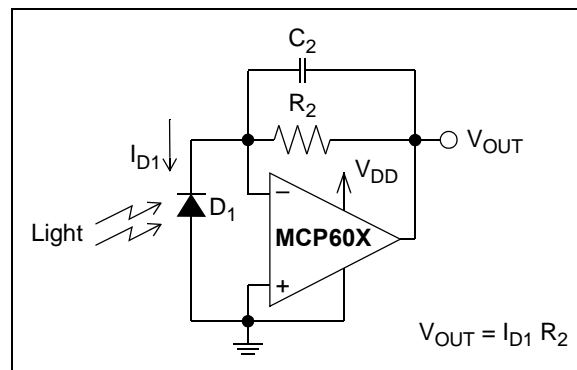 C2
R2
ID1
VOUT
VDD
−
D1
Light
MCP60X
+
VOUT = ID1 R2